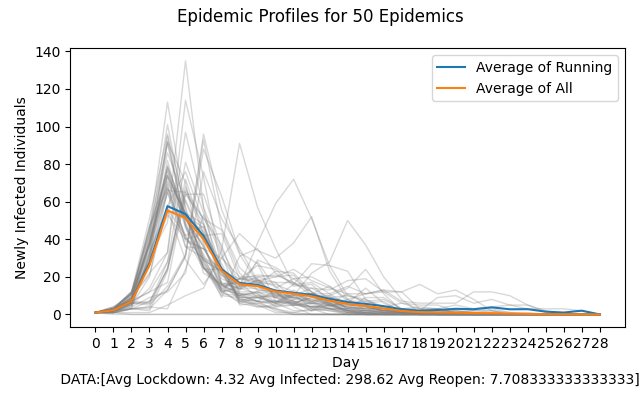 Epidemic Profiles for 50 Epidemics
140
120
100
80
60
40
20
0
Newly Infected Individuals
Average of Running
Average of All
0 1 2 3 4 5 6 7 8 9 10 11 12 13 14 15 16 17 18 19 20 21 22 23 24 25 26 27 28
Day
DATA:[Avg Lockdown: 4.32 Avg Infected: 298.62 Avg Reopen: 7.708333333333333]